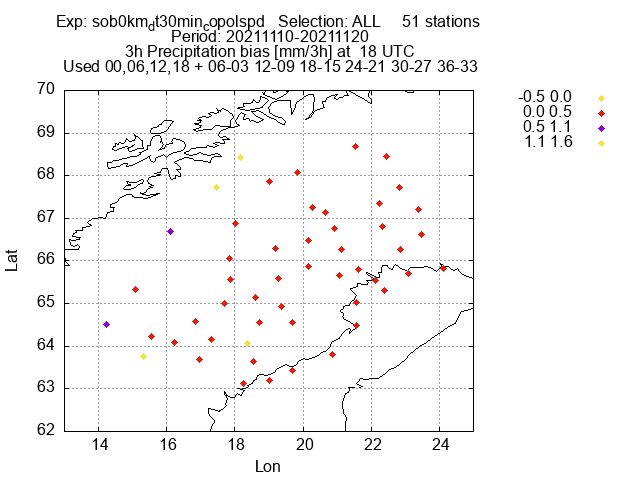 Exp: sob0km_dt30min_copolspd Selection: ALL 51 stations
Period: 20211110-20211120
3h Precipitation bias [mm/3h] at 18 UTC
Used 00,06,12,18 + 06-03 12-09 18-15 24-21 30-27 36-33
-0.5 0.0
0.0 0.5
0.5 1.1
1.1 1.6
70
69
68
67
66
65
64
63
62
Lat
14 16 18 20 22 24
Lon